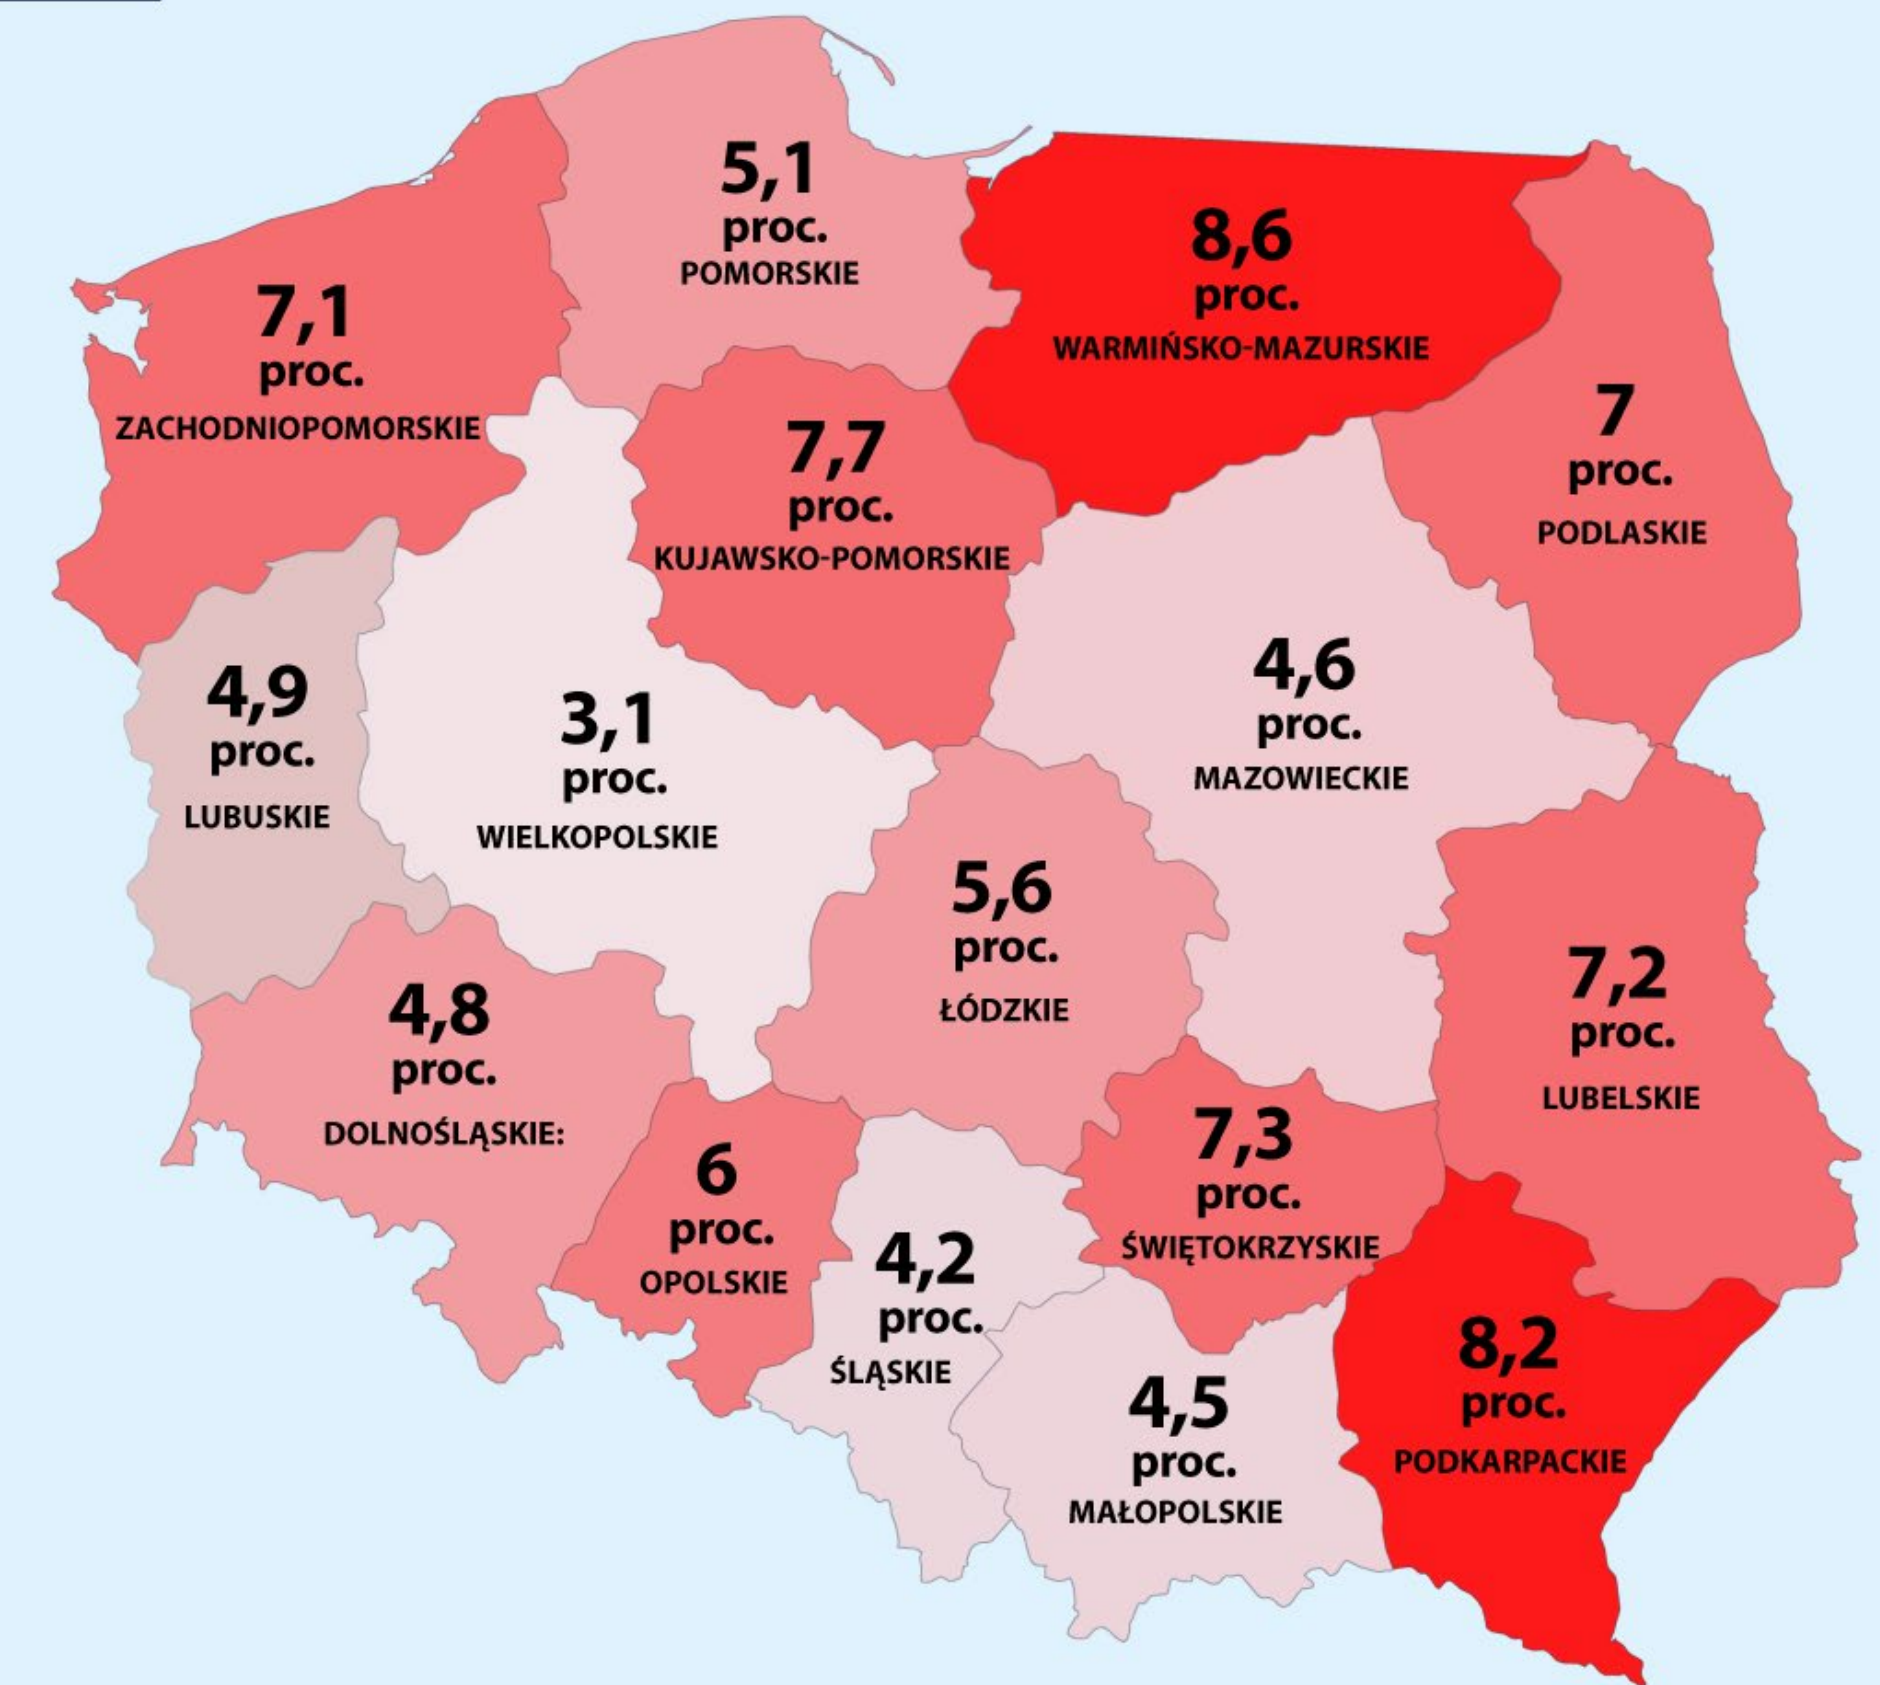 5,1
proc.
POMORSKIE
8,6
proc.
WARMIŃSKO-MAZURSKIE
7,1
proc.
ZACHODNIOPOMORSKIE
7
proc.
PODLASKIE
7,7
proc.
KUJAWSKO-POMORSKIE
4,9
proc.
LUBUSKIE
3,1
proc.
WIELKOPOLSKIE
4,6
proc.
MAZOWIECKIE
5,6
proc.
ŁÓDZKIE
7,2
proc.
LUBELSKIE
4,8
proc.
DOLNOŚLĄSKIE:
6
proc.
OPOLSKIE
4,2
proc.
ŚLĄSKIE
7,3
proc.
ŚWIĘTOKRZYSKIE
4,5
proc.
MAŁOPOLSKIE
8,2
proc.
PODKARPACKIE